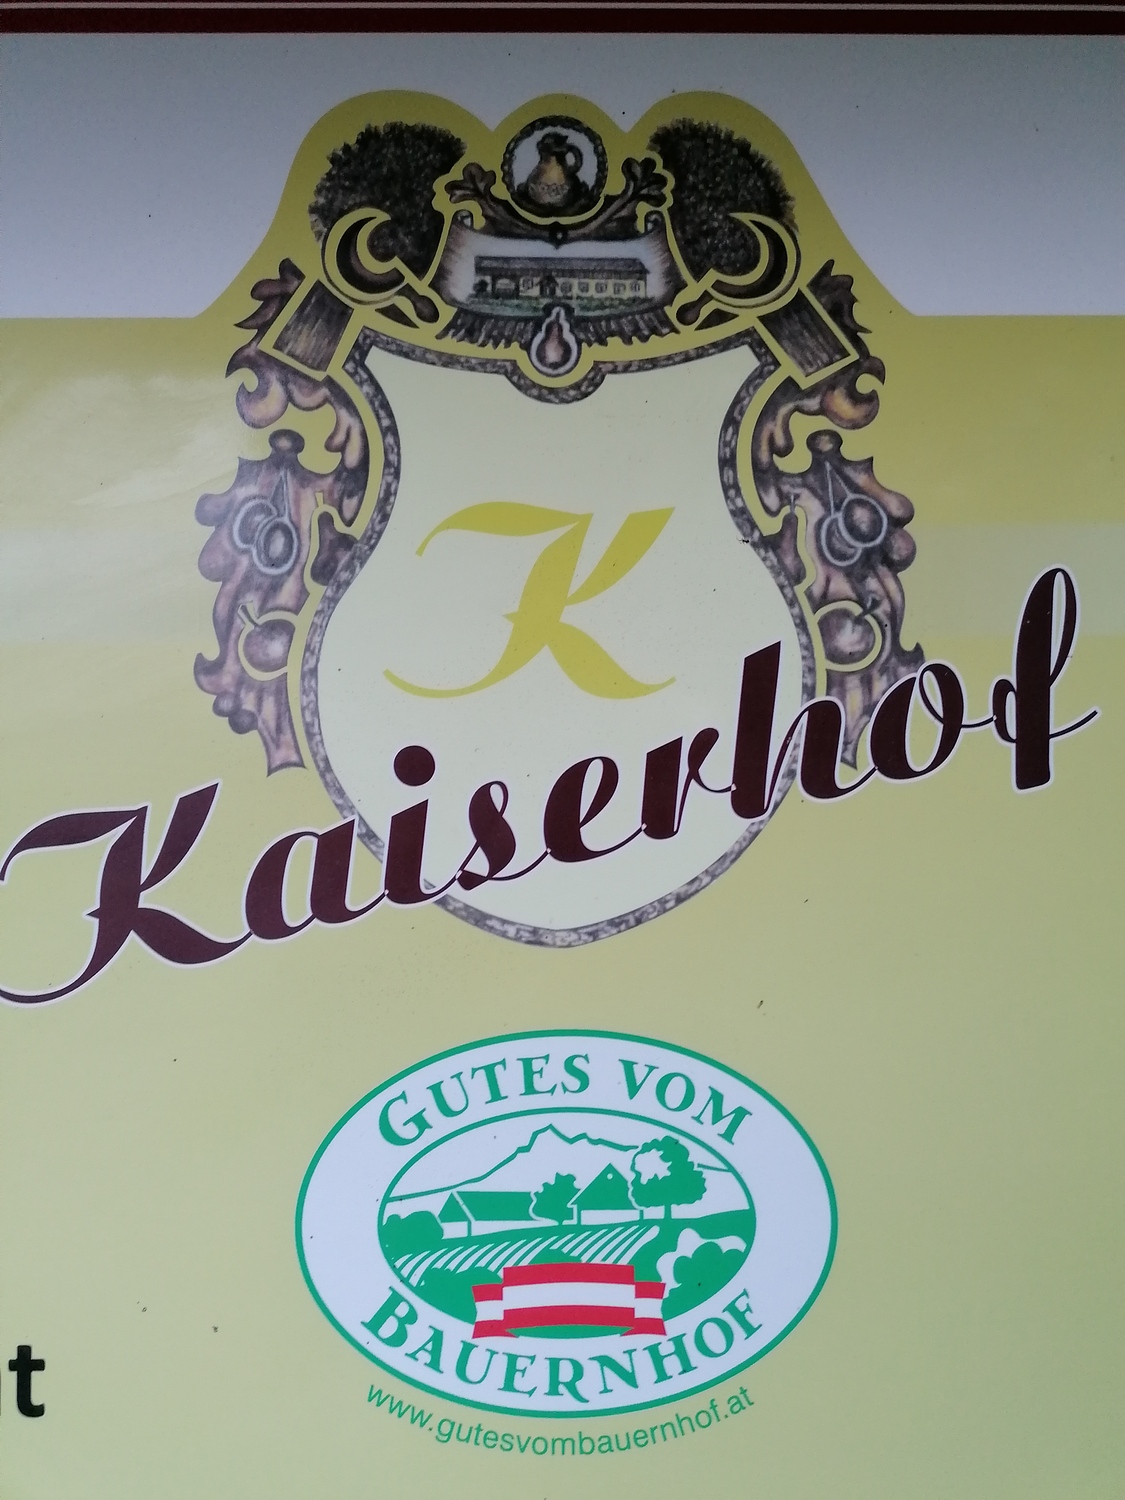 K
Kaiserhof
GUTES VOM
BAUERNHOF
www.gutesvombauernhof.at
t